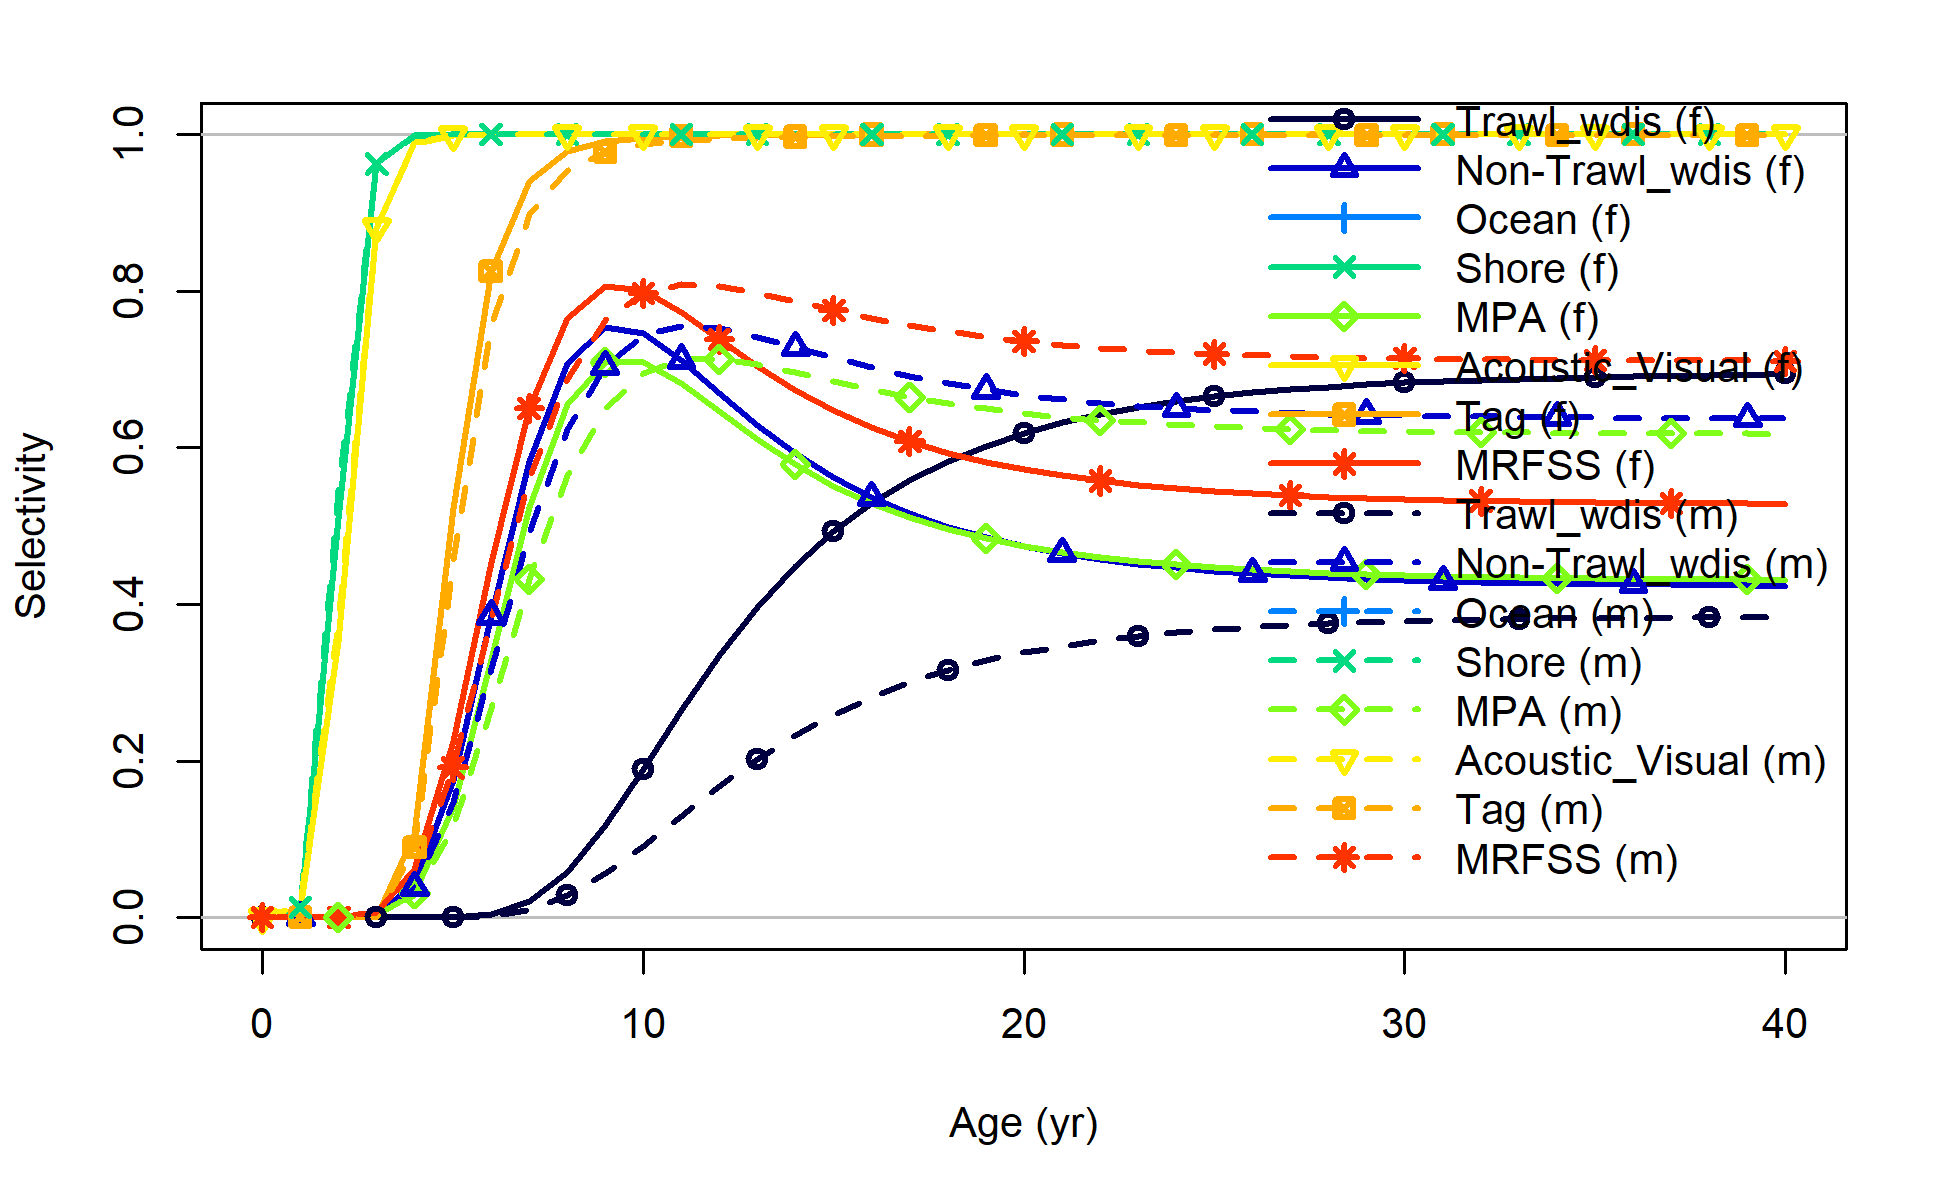 Selectivity
1.0
0.8
0.6
0.4
0.2
0.0
Trawl_wdis (f)
Non-Trawl_wdis (f)
Ocean (f)
Shore (f)
MPA (f)
Acoustic_Visual (f)
Tag (f)
MRFSS (f)
Trawl_wdis (m)
Non-Trawl_wdis (m)
Ocean (m)
Shore (m)
MPA (m)
Acoustic_Visual (m)
Tag (m)
MRFSS (m)
0 10 20 30 40
Age (yr)